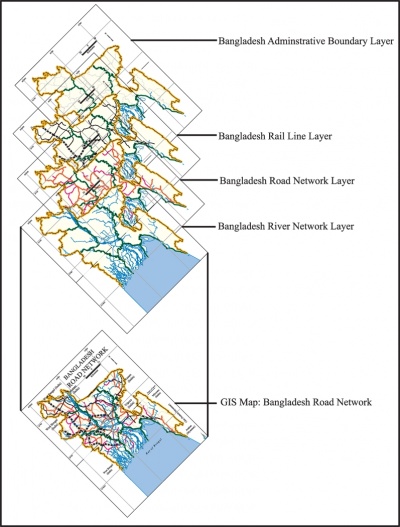 Bangladesh Adminstrative Boundary Layer
Bangladesh Rail Line Layer
Bangladesh Road Network Layer
Bangladesh River Network Layer
BANGLADESH
ROAD NETWORK
GIS Map: Bangladesh Road Network